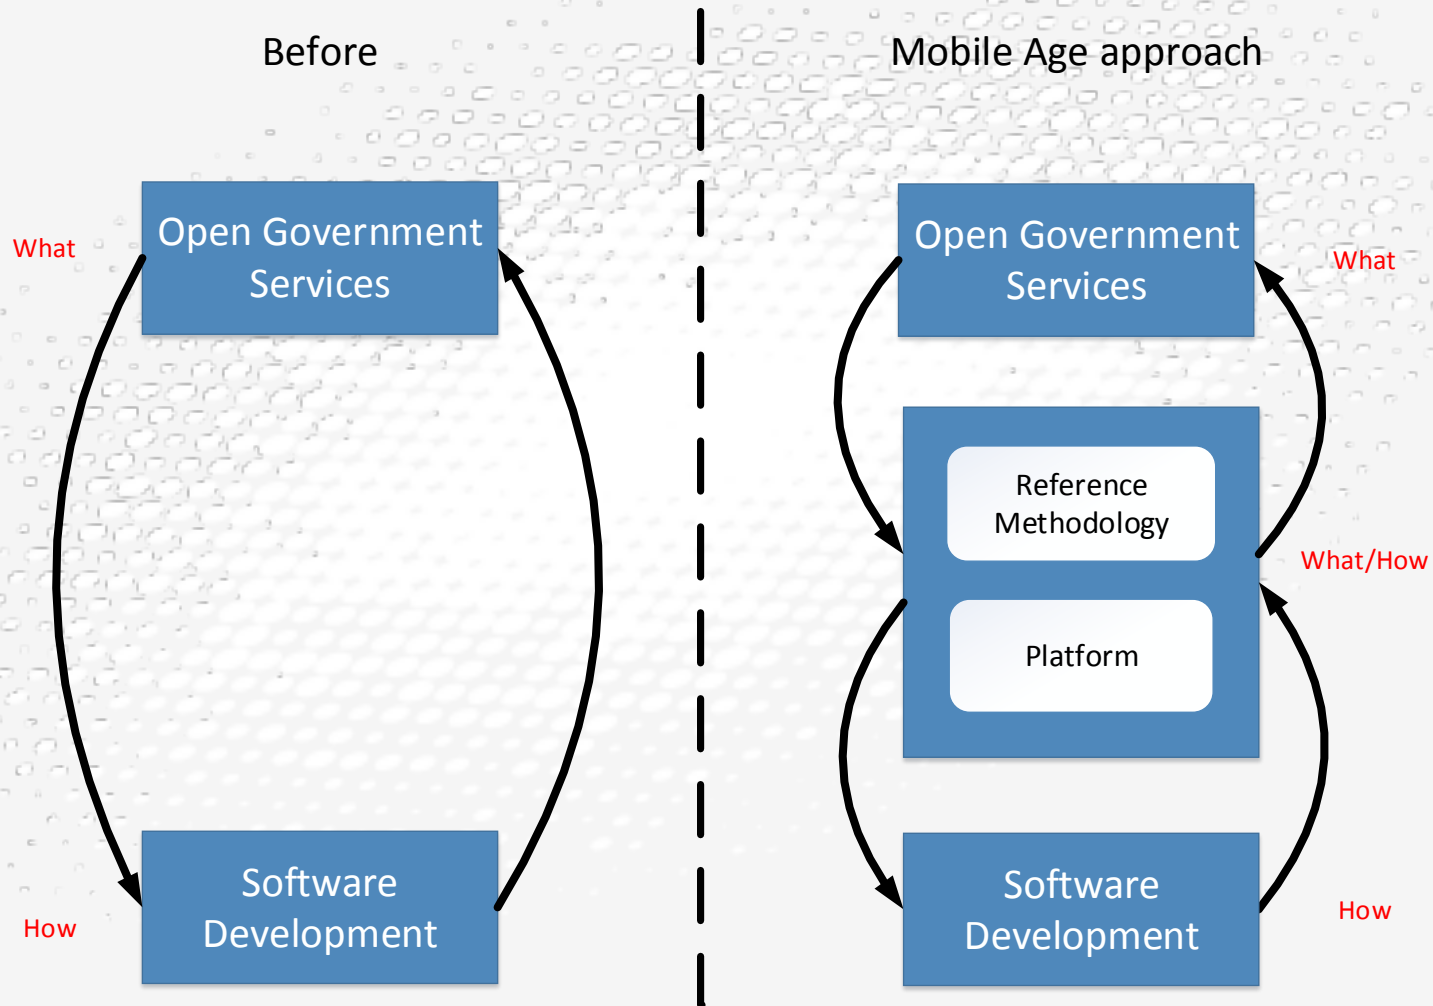 Before
What
Open Government
Services
How
Software
Development
Mobile Age approach
Open Government
Services
What
Reference
Methodology
What/How
Platform
Software
Development
How